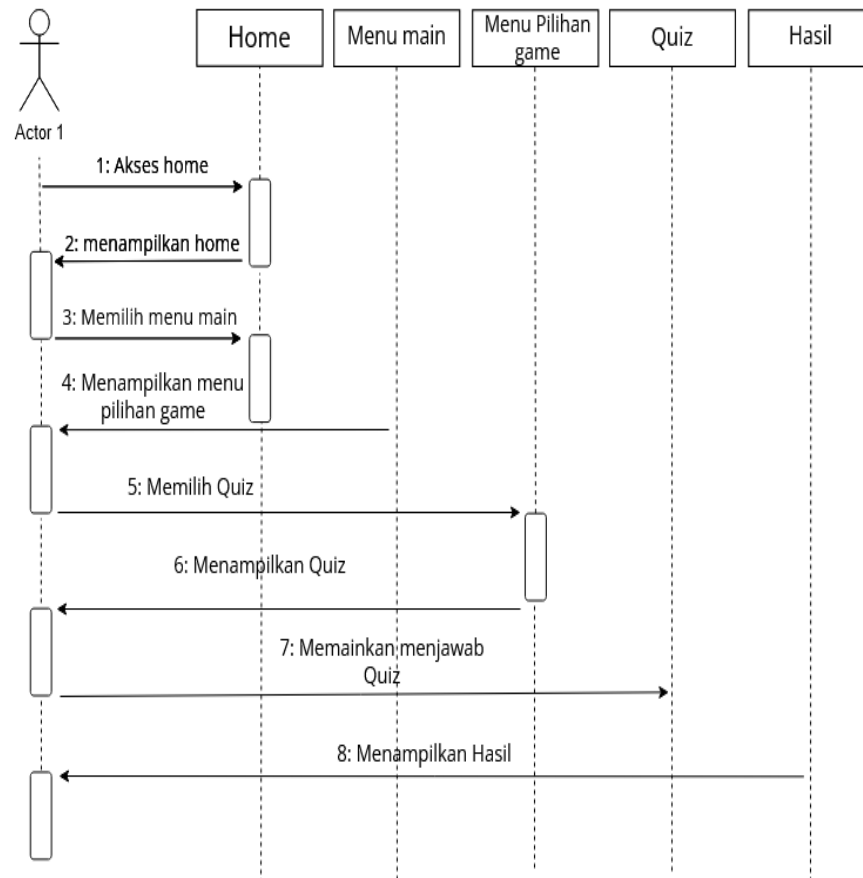 Home
Menu main
Menu Pilihan
game
Quiz
Hasil
Actor 1
1: Akses home
2: menampilkan home
3: Memilih menu main
4: Menampilkan menu
pilihan game
5: Memilih Quiz
6: Menampilkan Quiz
7: Memainkan menjawab
Quiz
8: Menampilkan Hasil